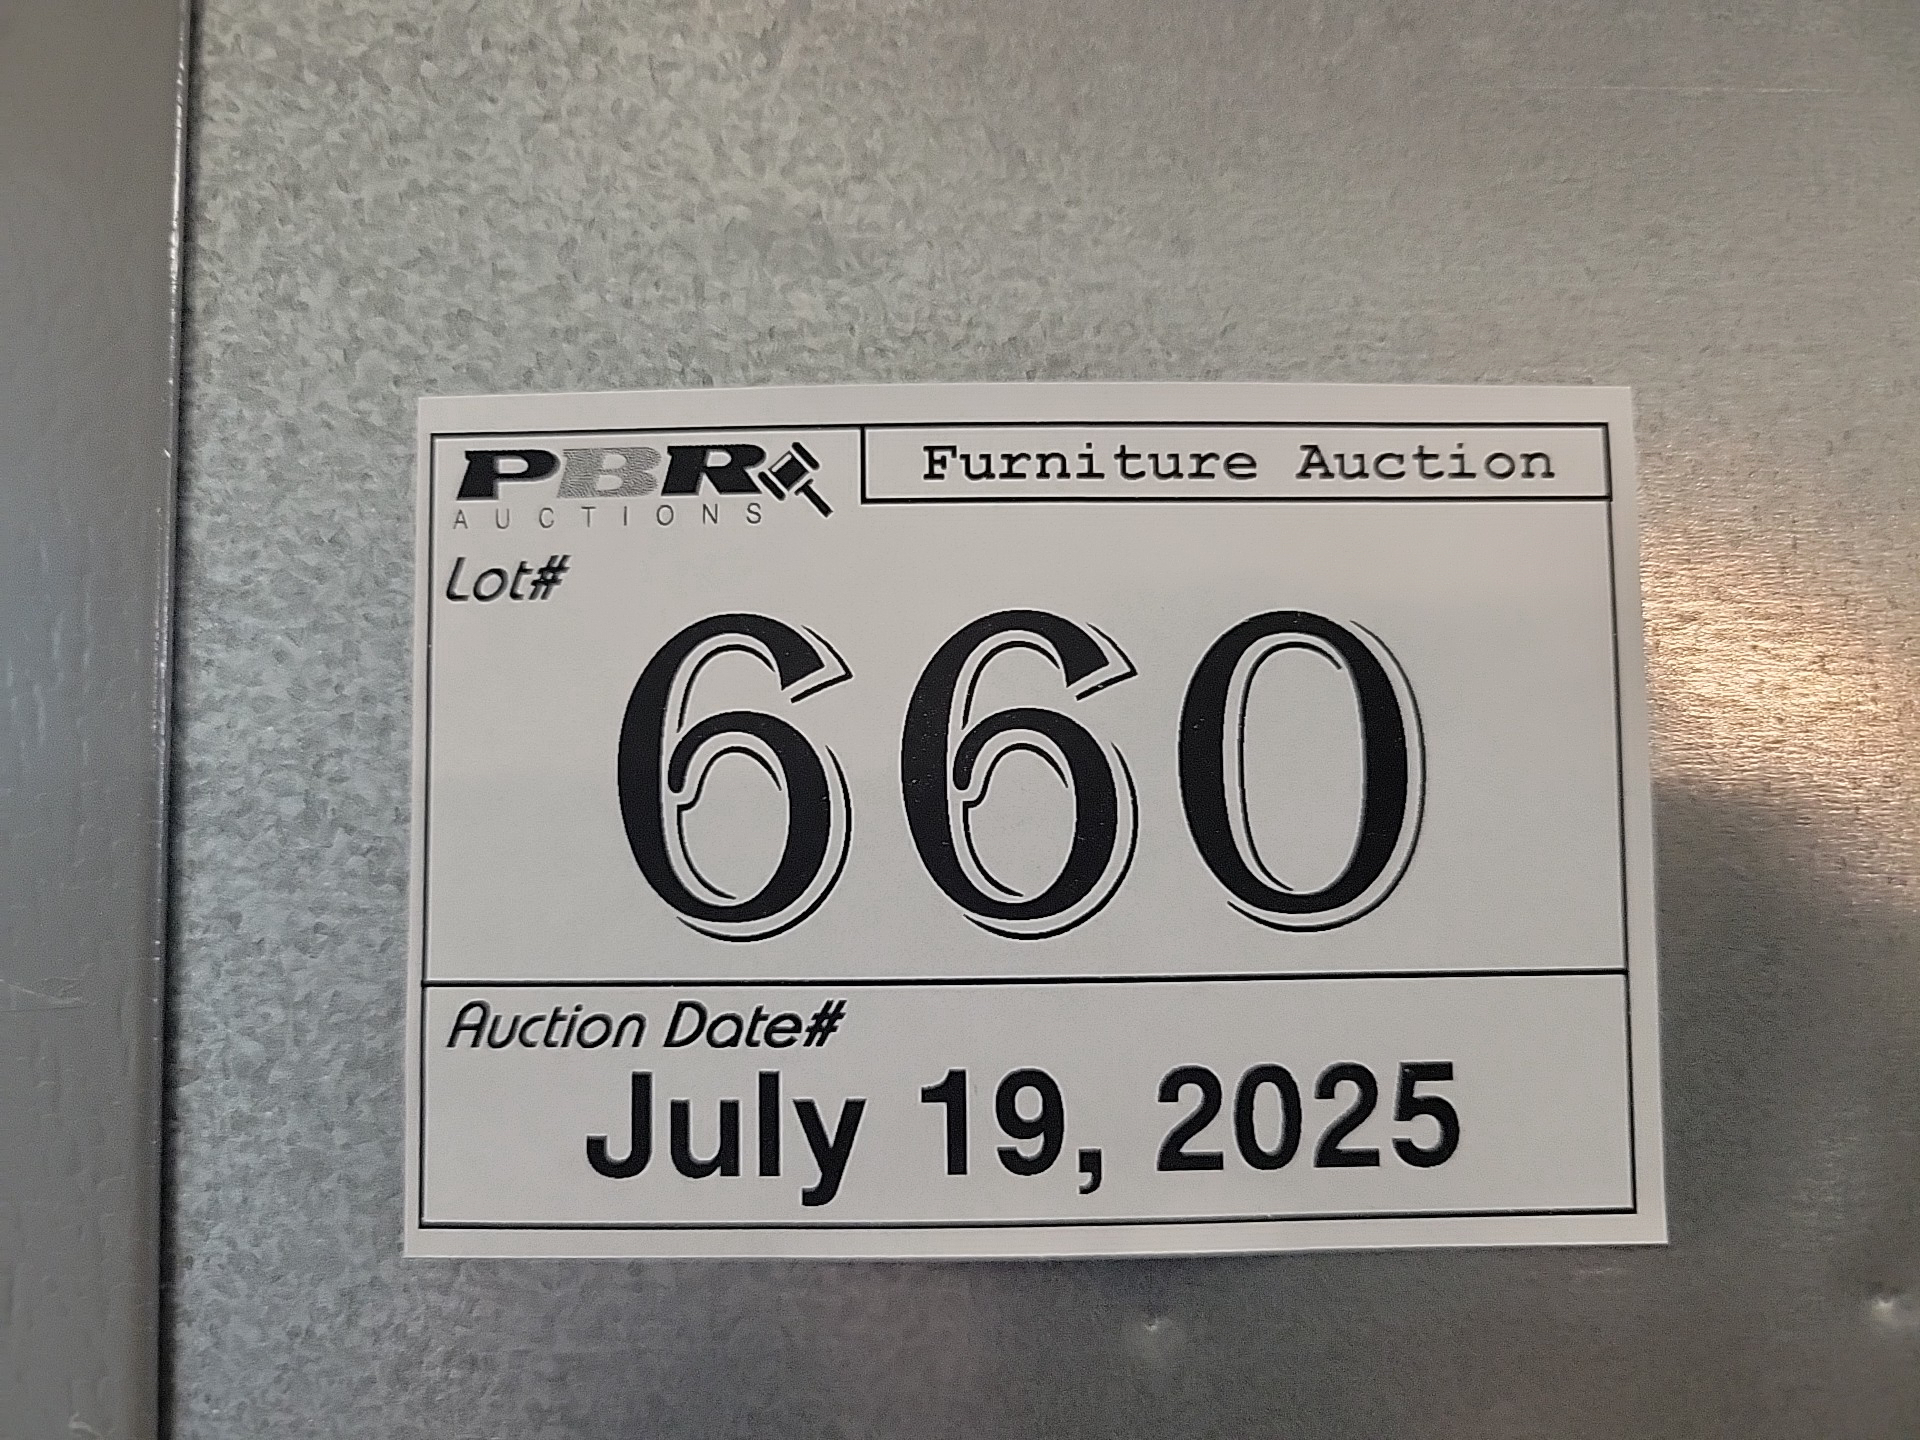 PBR
AUCTIONS
Furniture Auction
Lot#
660
Auction Date#
July 19, 2025